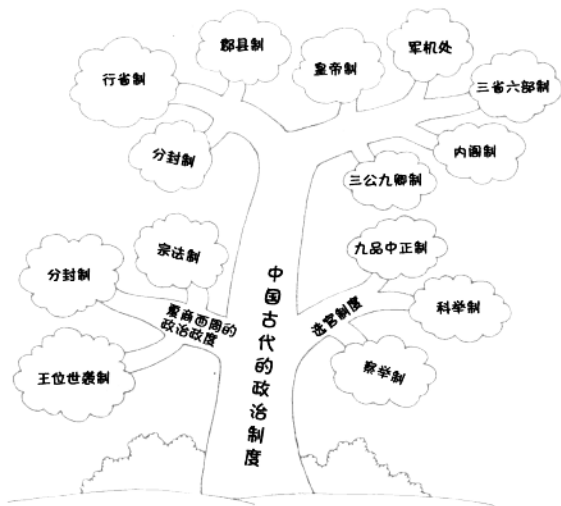 郡县制
军机处
行省制
皇帝制
三省六部制
分封制
内阁制
三公九卿制
宗法制
九品中正制
分封制
科举制
夏商西周的
政治政度
选官制度
王位世袭制
察举制
中国古代的政治制度